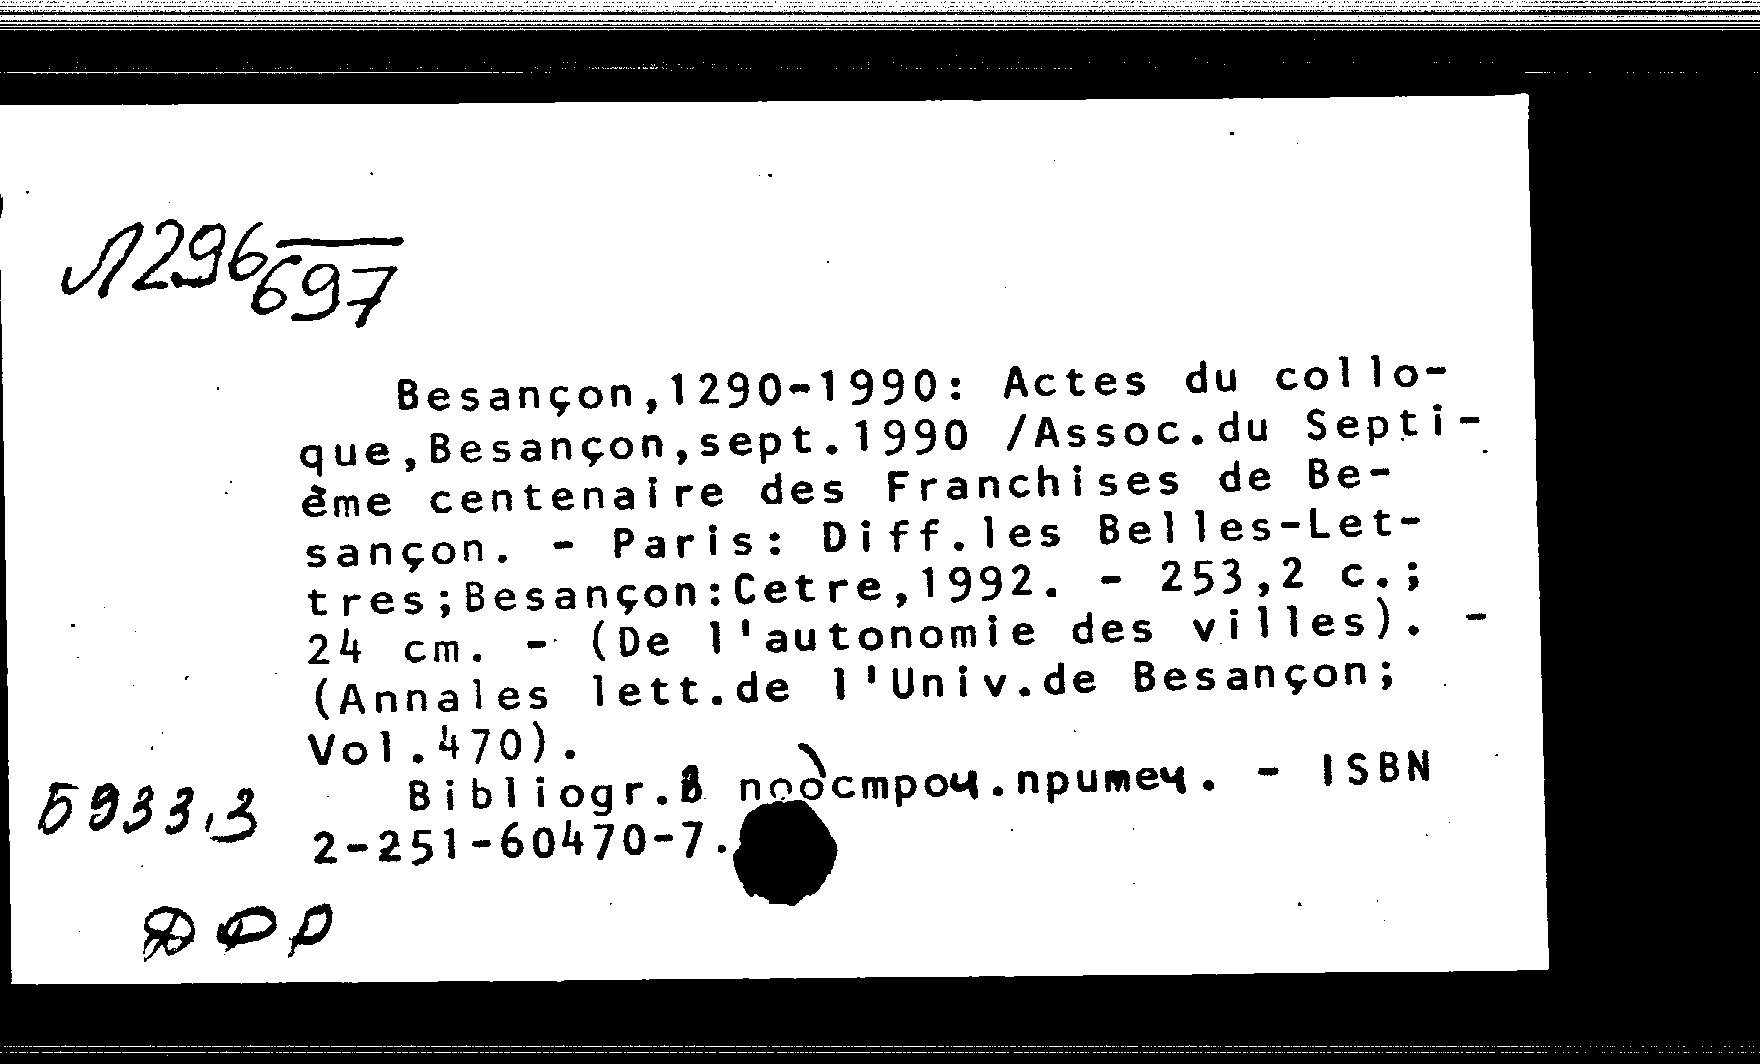 Л296
697
Besançon,1290-1990: Actes du collo-
que,Besançon,sept.1990 /Assoc.du Septi-
ème centenaire des Franchises de Be-
sançon. - Paris: Diff.les Belles-Let-
tres;Besançon:Cetre,1992. - 253,2 c.;
24 cm. - (De l'autonomie des villes). -
(Annales lett.de l'Univ.de Besançon;
Vol.470).
Bibliogr.в подстроч.примеч. - ISBN
2-251-60470-7.
Б933,3